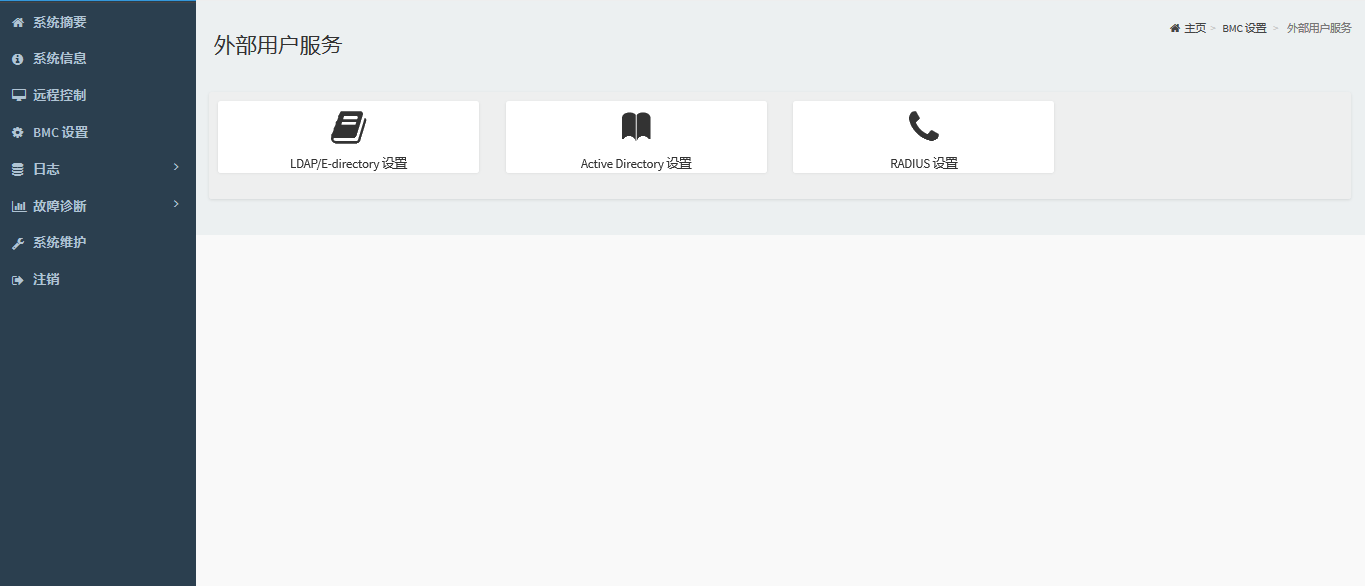 系统摘要
系统信息
远程控制
BMC 设置
日志
故障诊断
系统维护
注销
外部用户服务
主页 > BMC 设置 > 外部用户服务
LDAP/E-directory 设置
Active Directory 设置
RADIUS 设置